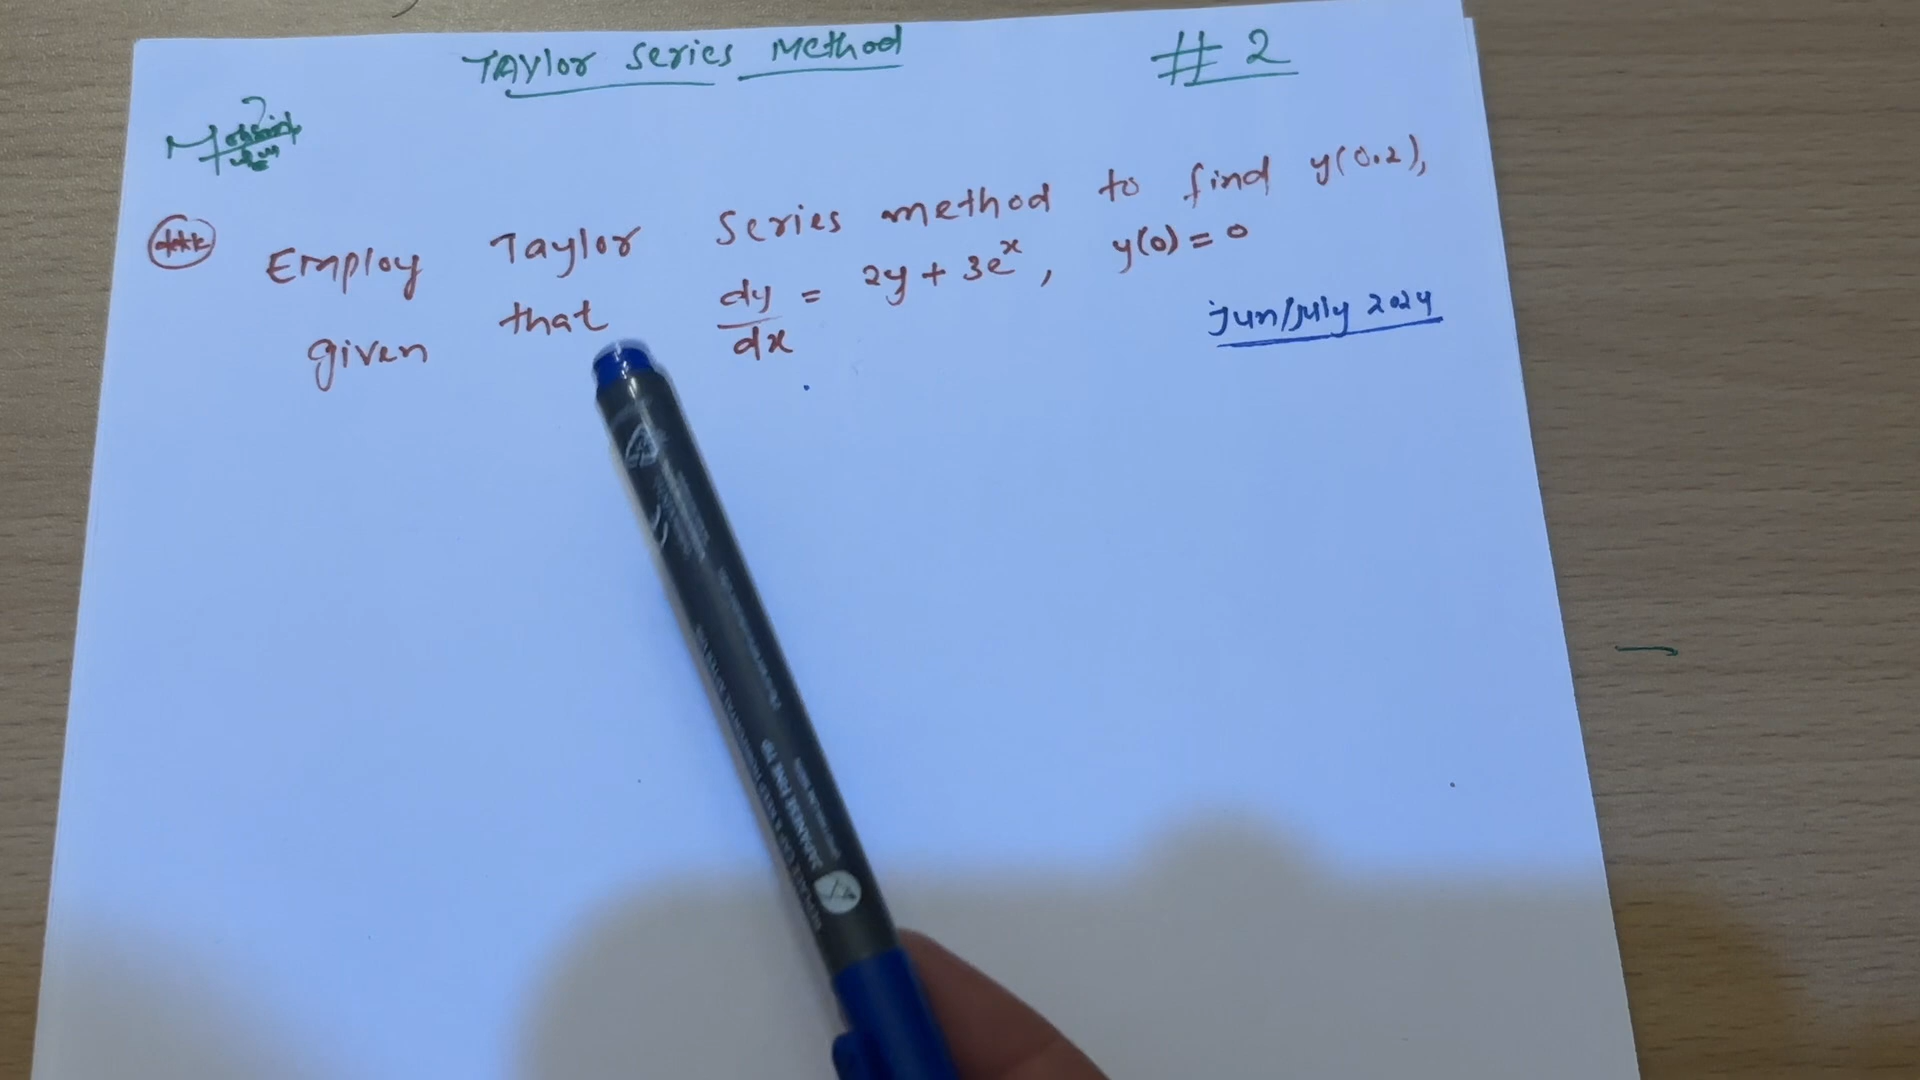 Taylor Series Method # 2
Employ Taylor Series method to find y(0.2),
given that dy/dx = 2y + 3e^x, y(0) = 0
Jun/July 2024